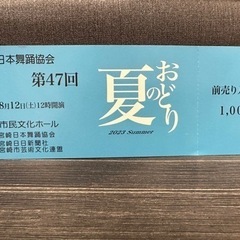 日本舞踊協会
第47回
8月12日(土)12時開演
市民文化ホール
宮崎日本舞踊協会
宮崎日日新聞社
宮崎市芸術文化連盟
夏のおどり
2023 Summer
前売り
1,00